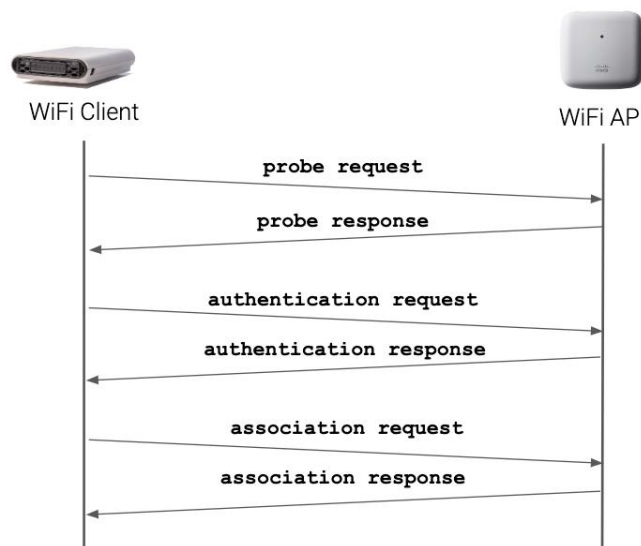 WiFi Client
WiFi AP
probe request
probe response
authentication request
authentication response
association request
association response